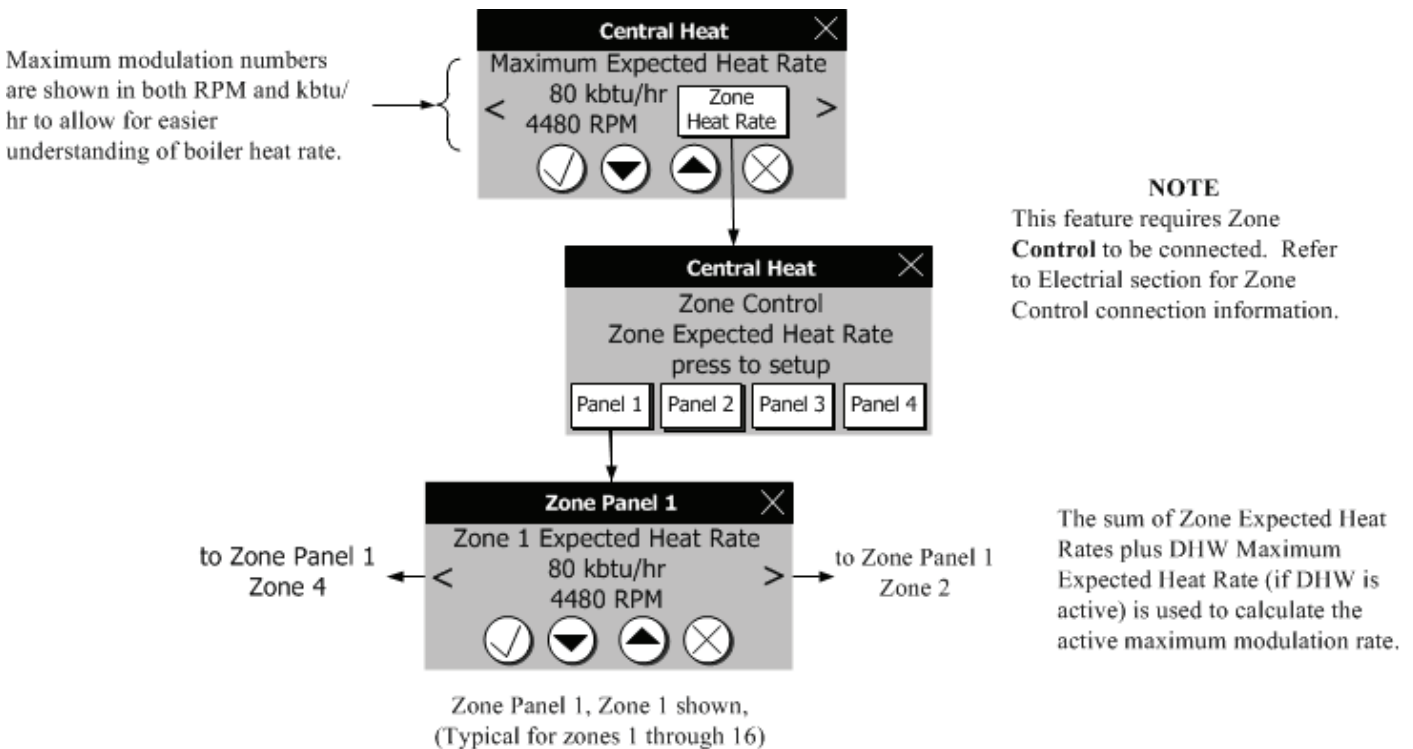 Central Heat
Maximum modulation numbers
are shown in both RPM and kbtu/
hr to allow for easier
understanding of boiler heat rate.
Maximum Expected Heat Rate
< 80 kbtu/hr >
4480 RPM
Zone
Heat Rate
NOTE
This feature requires Zone
Control to be connected. Refer
to Electrial section for Zone
Control connection information.
Central Heat
Zone Control
Zone Expected Heat Rate
press to setup
Panel 1 Panel 2 Panel 3 Panel 4
Zone Panel 1
Zone 1 Expected Heat Rate
< 80 kbtu/hr >
4480 RPM
to Zone Panel 1
Zone 4
to Zone Panel 1
Zone 2
The sum of Zone Expected Heat
Rates plus DHW Maximum
Expected Heat Rate (if DHW is
active) is used to calculate the
active maximum modulation rate.
Zone Panel 1, Zone 1 shown,
(Typical for zones 1 through 16)